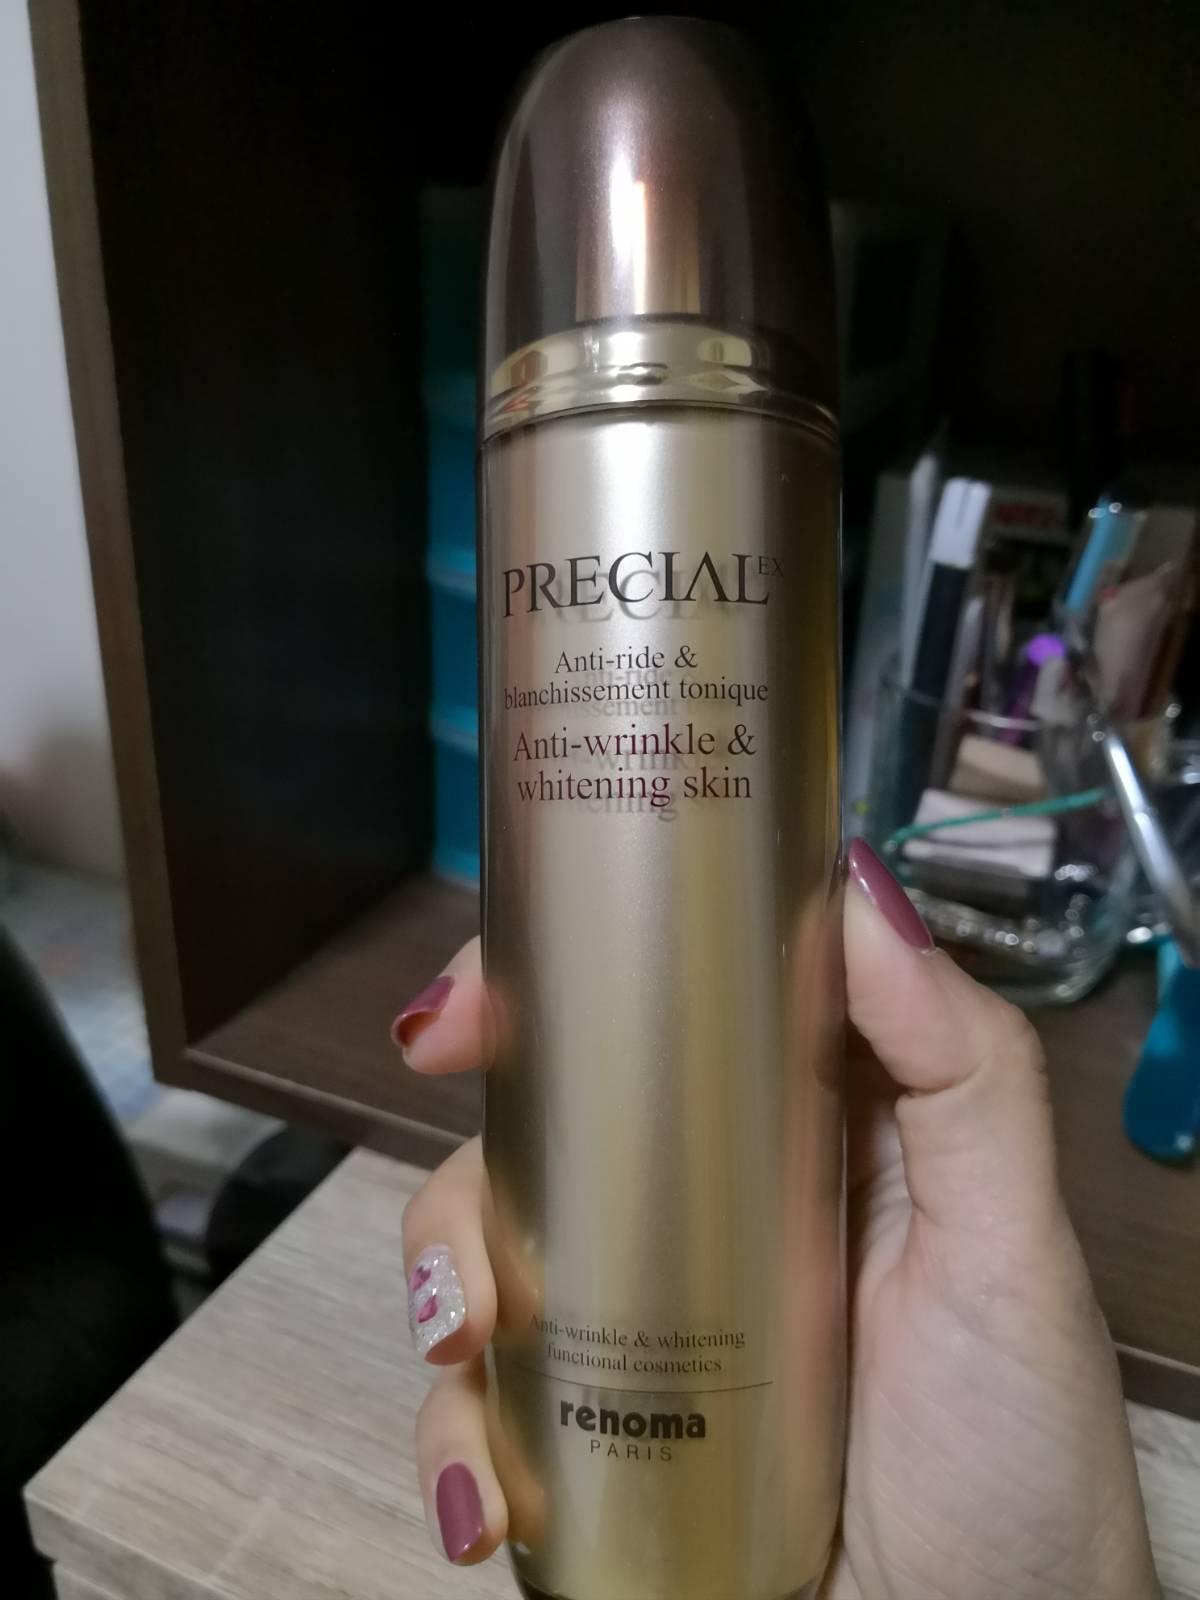 PRECIAL EX
Anti-ride &
blanchissement tonique
Anti-wrinkle &
whitening skin
Anti-wrinkle & whitening
functional cosmetics
renoma
PARIS